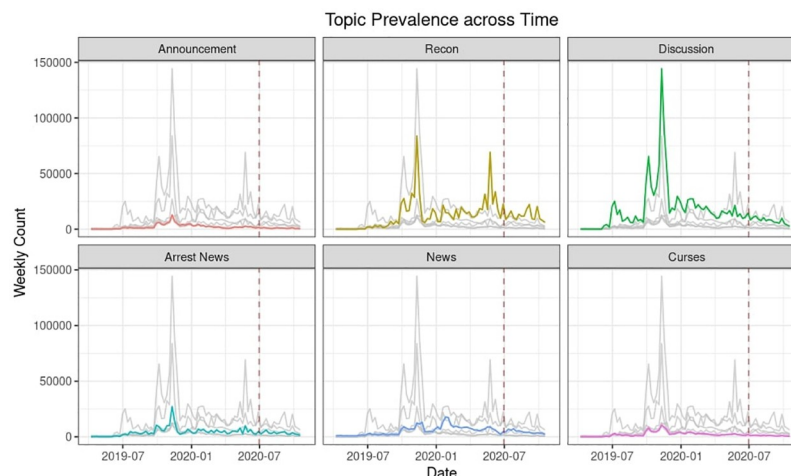 Topic Prevalence across Time
Announcement Recon Discussion
150000
100000
50000
0
Weekly Count
Arrest News News Curses
150000
100000
50000
0
2019-07 2020-01 2020-07 2019-07 2020-01 2020-07 2019-07 2020-01 2020-07
Date